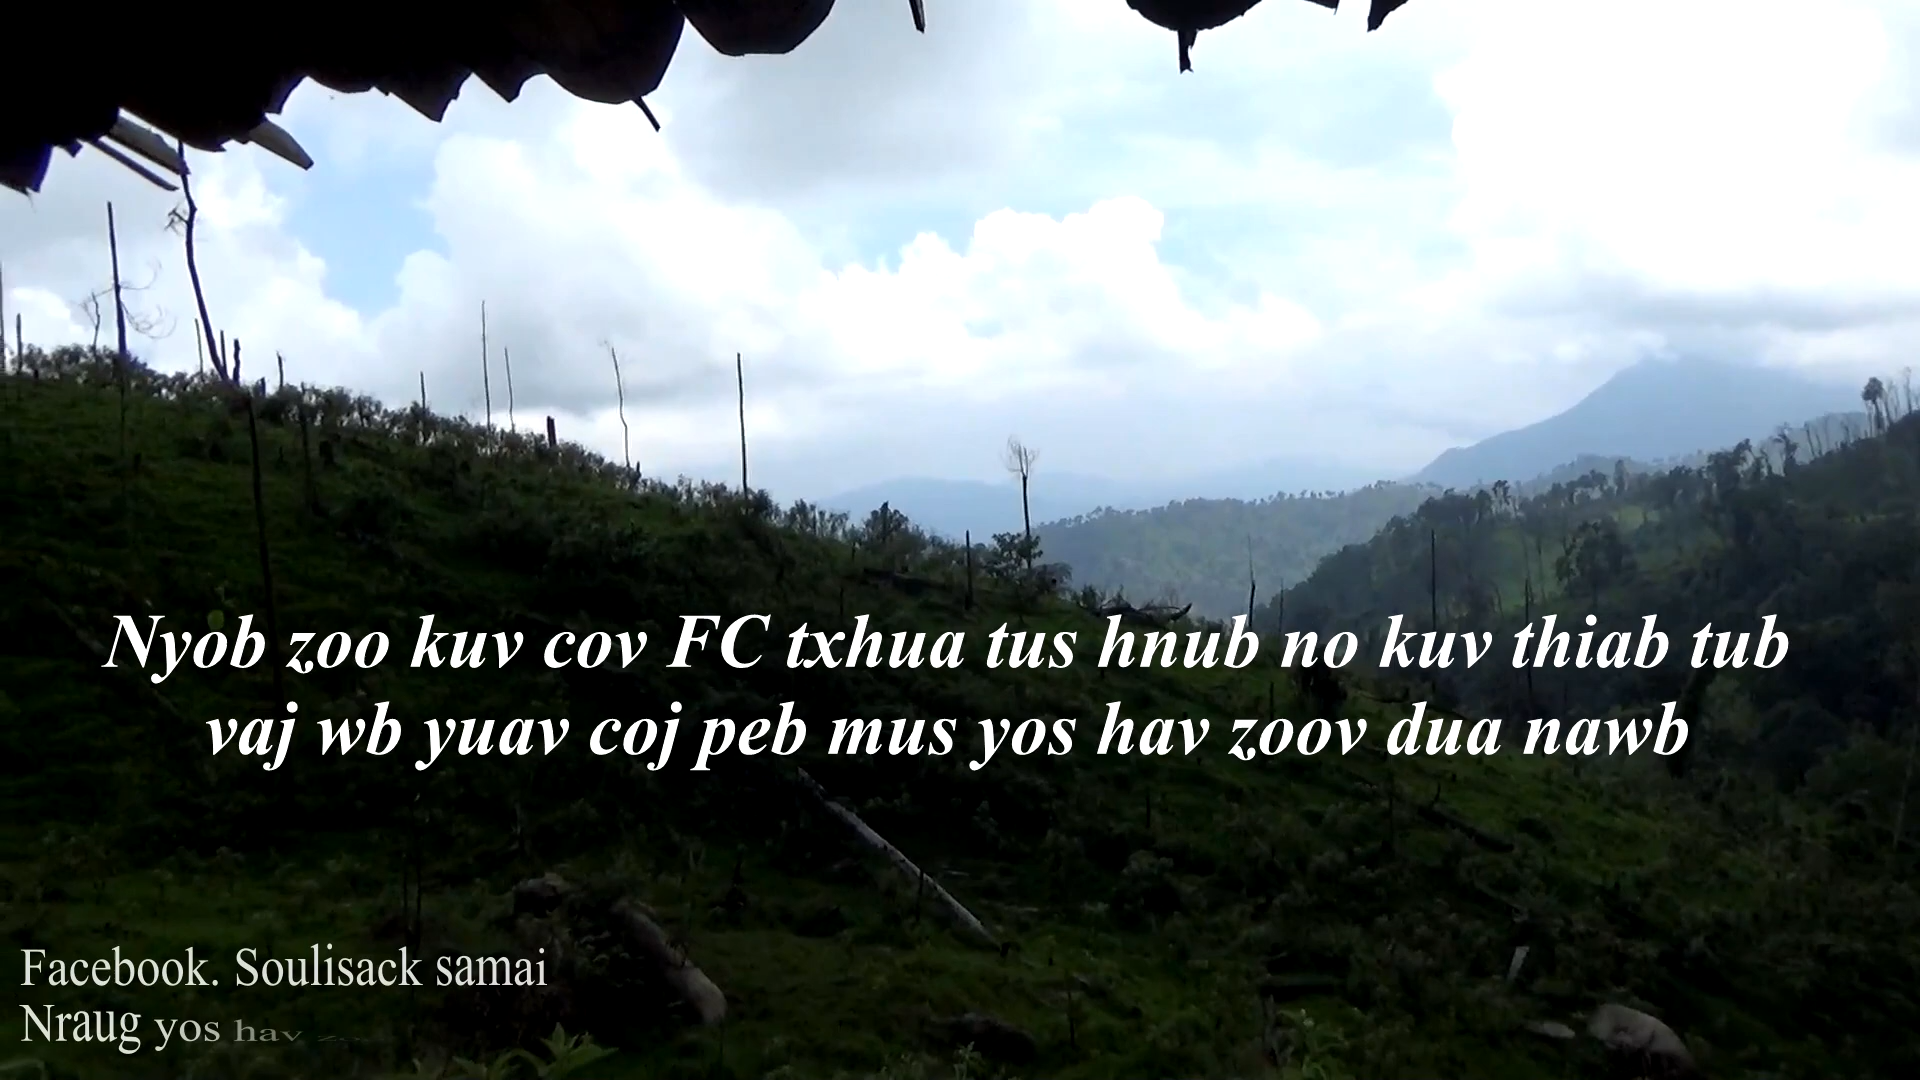 Nyob zoo kuv cov FC txhua tus hnub no kuv thiab tub
vaj wb yuav coj peb mus yos hav zoov dua nawb
Facebook. Soulisack samai
Nraug yos hav